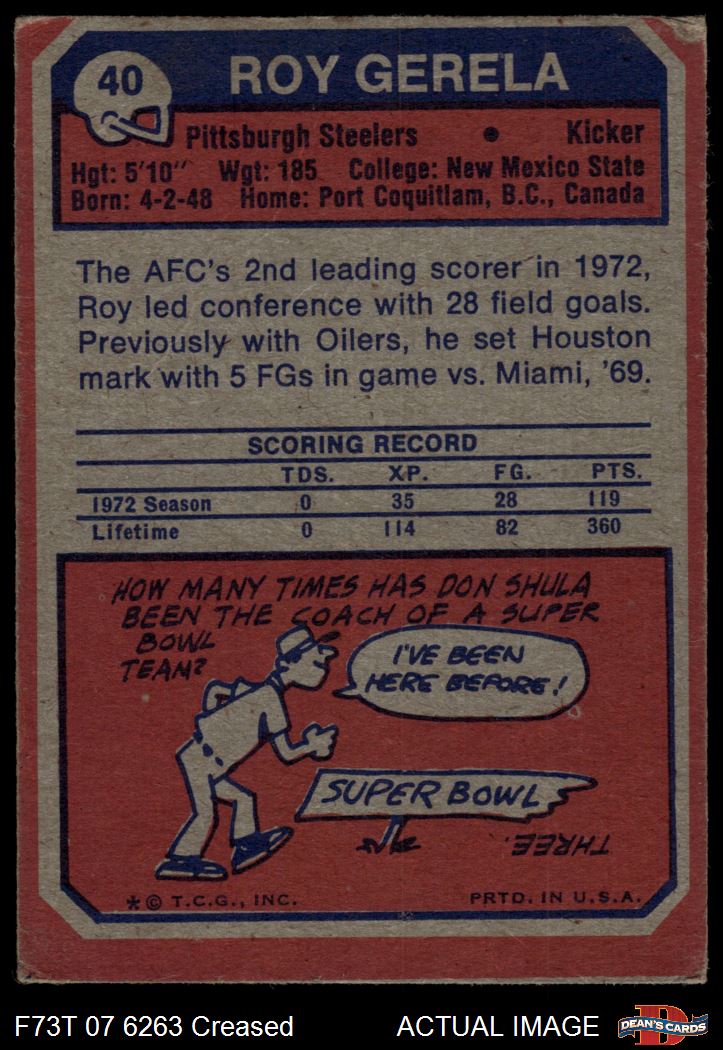 40
ROY GERELA
Pittsburgh Steelers • Kicker
Hgt: 5'10" Wgt: 185 College: New Mexico State
Born: 4-2-48 Home: Port Coquitlam, B.C., Canada
The AFC's 2nd leading scorer in 1972,
Roy led conference with 28 field goals.
Previously with Oilers, he set Houston
mark with 5 FGs in game vs. Miami, '69.
SCORING RECORD
TDS. XP. FG. PTS.
1972 Season 0 35 28 119
Lifetime 0 114 82 360
HOW MANY TIMES HAS DON SHULA
BEEN THE COACH OF A SUPER
BOWL
TEAM?
I'VE BEEN
HERE BEFORE!
SUPER BOWL
THREE.
*© T.C.G., INC. PRTD. IN U.S.A.
F73T 07 6263 Creased ACTUAL IMAGE
D
DEAN'S CARDS